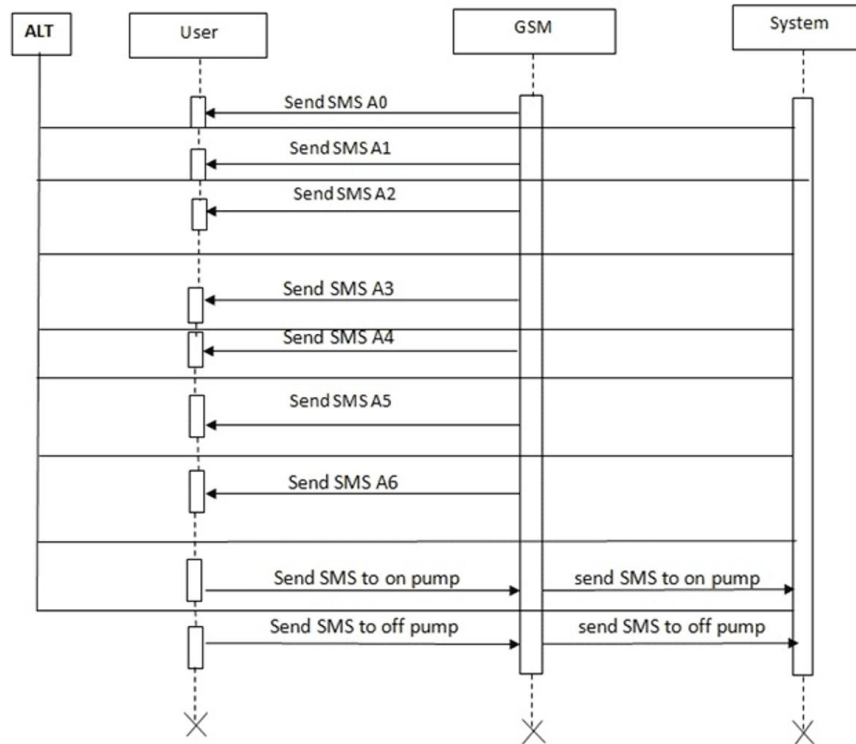 ALT
User
GSM
System
Send SMS A0
Send SMS A1
Send SMS A2
Send SMS A3
Send SMS A4
Send SMS A5
Send SMS A6
Send SMS to on pump
send SMS to on pump
Send SMS to off pump
send SMS to off pump